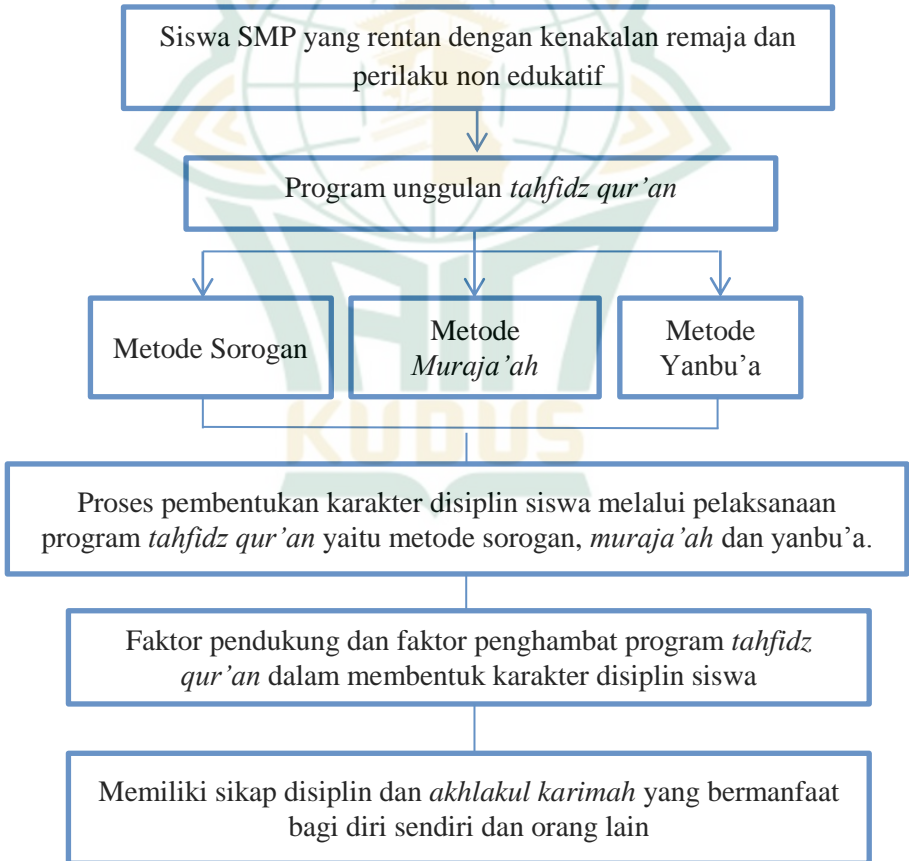 Siswa SMP yang rentan dengan kenakalan remaja dan
perilaku non edukatif
Program unggulan tahfidz qur’an
Metode Sorogan
Metode
Muraja’ah
Metode
Yanbu’a
KUDUS
Proses pembentukan karakter disiplin siswa melalui pelaksanaan
program tahfidz qur’an yaitu metode sorogan, muraja’ah dan yanbu’a.
Faktor pendukung dan faktor penghambat program tahfidz
qur’an dalam membentuk karakter disiplin siswa
Memiliki sikap disiplin dan akhlakul karimah yang bermanfaat
bagi diri sendiri dan orang lain